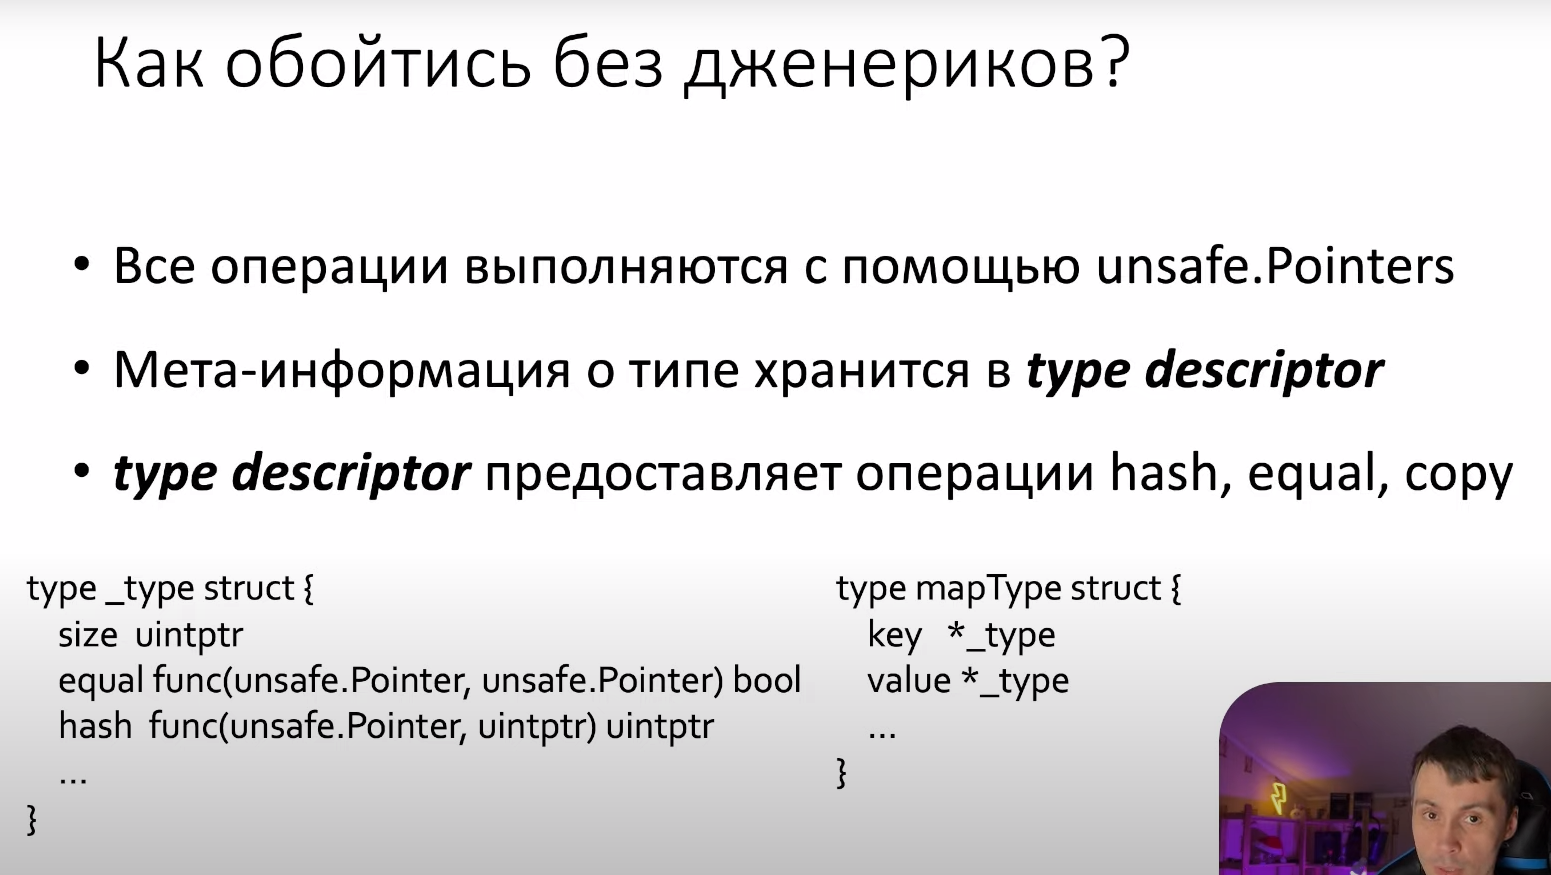 Как обойтись без дженериков?
• Все операции выполняются с помощью unsafe.Pointers
• Мета-информация о типе хранится в type descriptor
• type descriptor предоставляет операции hash, equal, copy
type _type struct {
size uintptr
equal func(unsafe.Pointer, unsafe.Pointer) bool
hash func(unsafe.Pointer, uintptr) uintptr
...
}
type mapType struct {
key *_type
value *_type
...
}